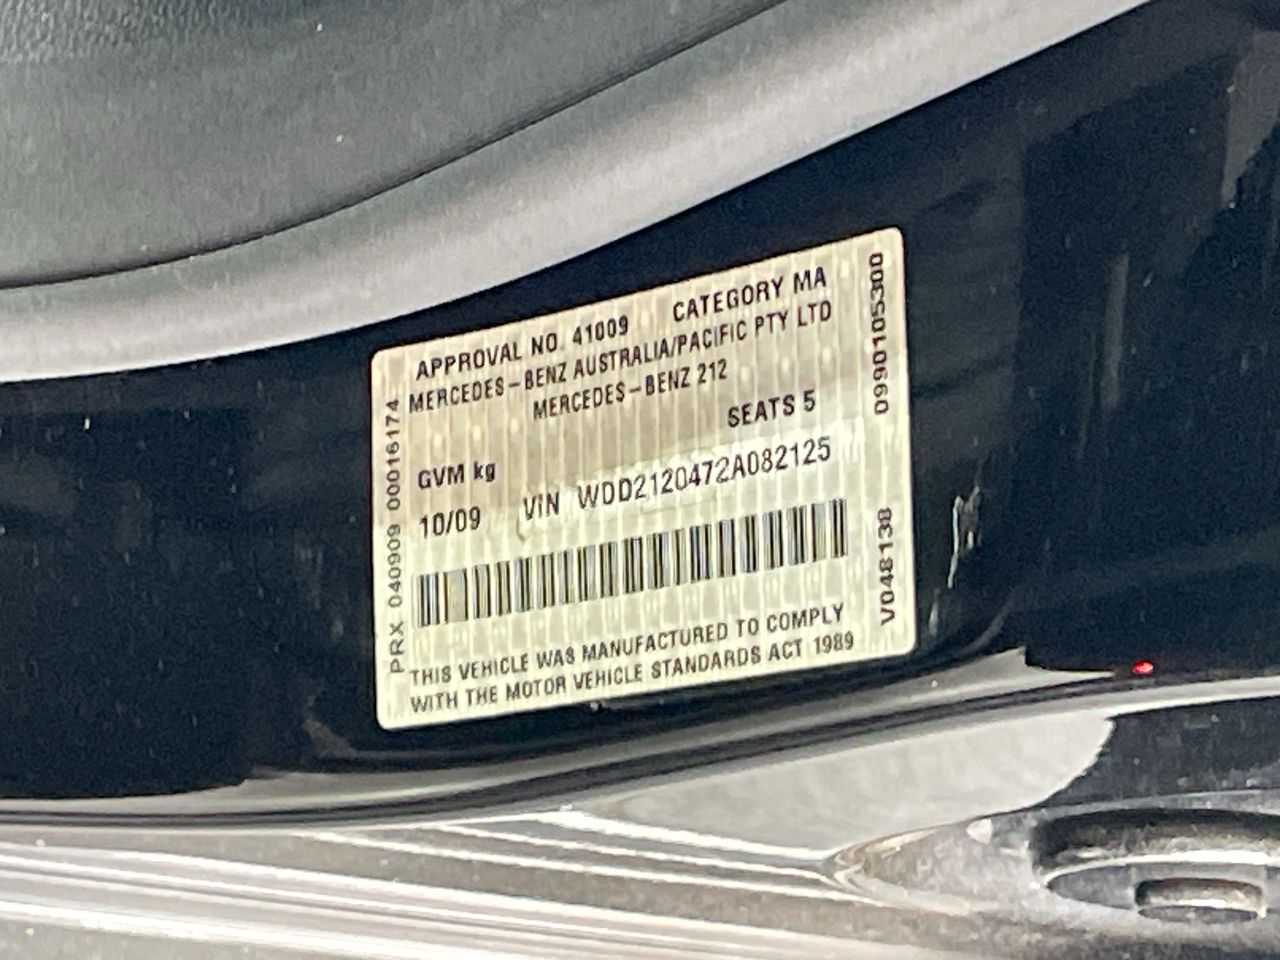 APPROVAL NO. 41009 CATEGORY MA
MERCEDES-BENZ AUSTRALIA/PACIFIC PTY LTD
MERCEDES-BENZ 212
SEATS 5
GVM kg
10/09 VIN WDD2120472A082125
THIS VEHICLE WAS MANUFACTURED TO COMPLY
WITH THE MOTOR VEHICLE STANDARDS ACT 1989
PRX 040909 00016174
V048138 0990105300